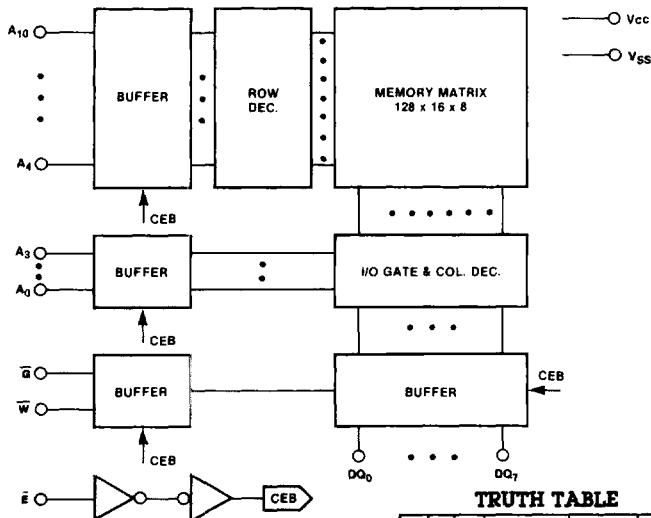 A10
A4
BUFFER
CEB
ROW
DEC.
MEMORY MATRIX
128 x 16 x 8
VCC
VSS
A3
A0
BUFFER
CEB
I/O GATE & COL. DEC.
G
W
BUFFER
CEB
BUFFER
CEB
DQ0
DQ7
E
CEB
TRUTH TABLE